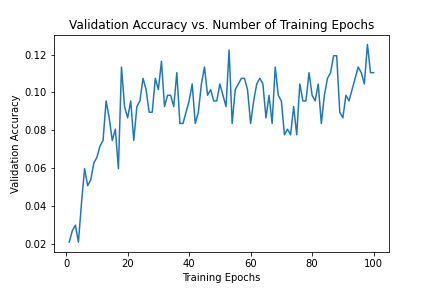 Validation Accuracy vs. Number of Training Epochs
0.12
0.10
0.08
0.06
0.04
0.02
Validation Accuracy
0 20 40 60 80 100
Training Epochs